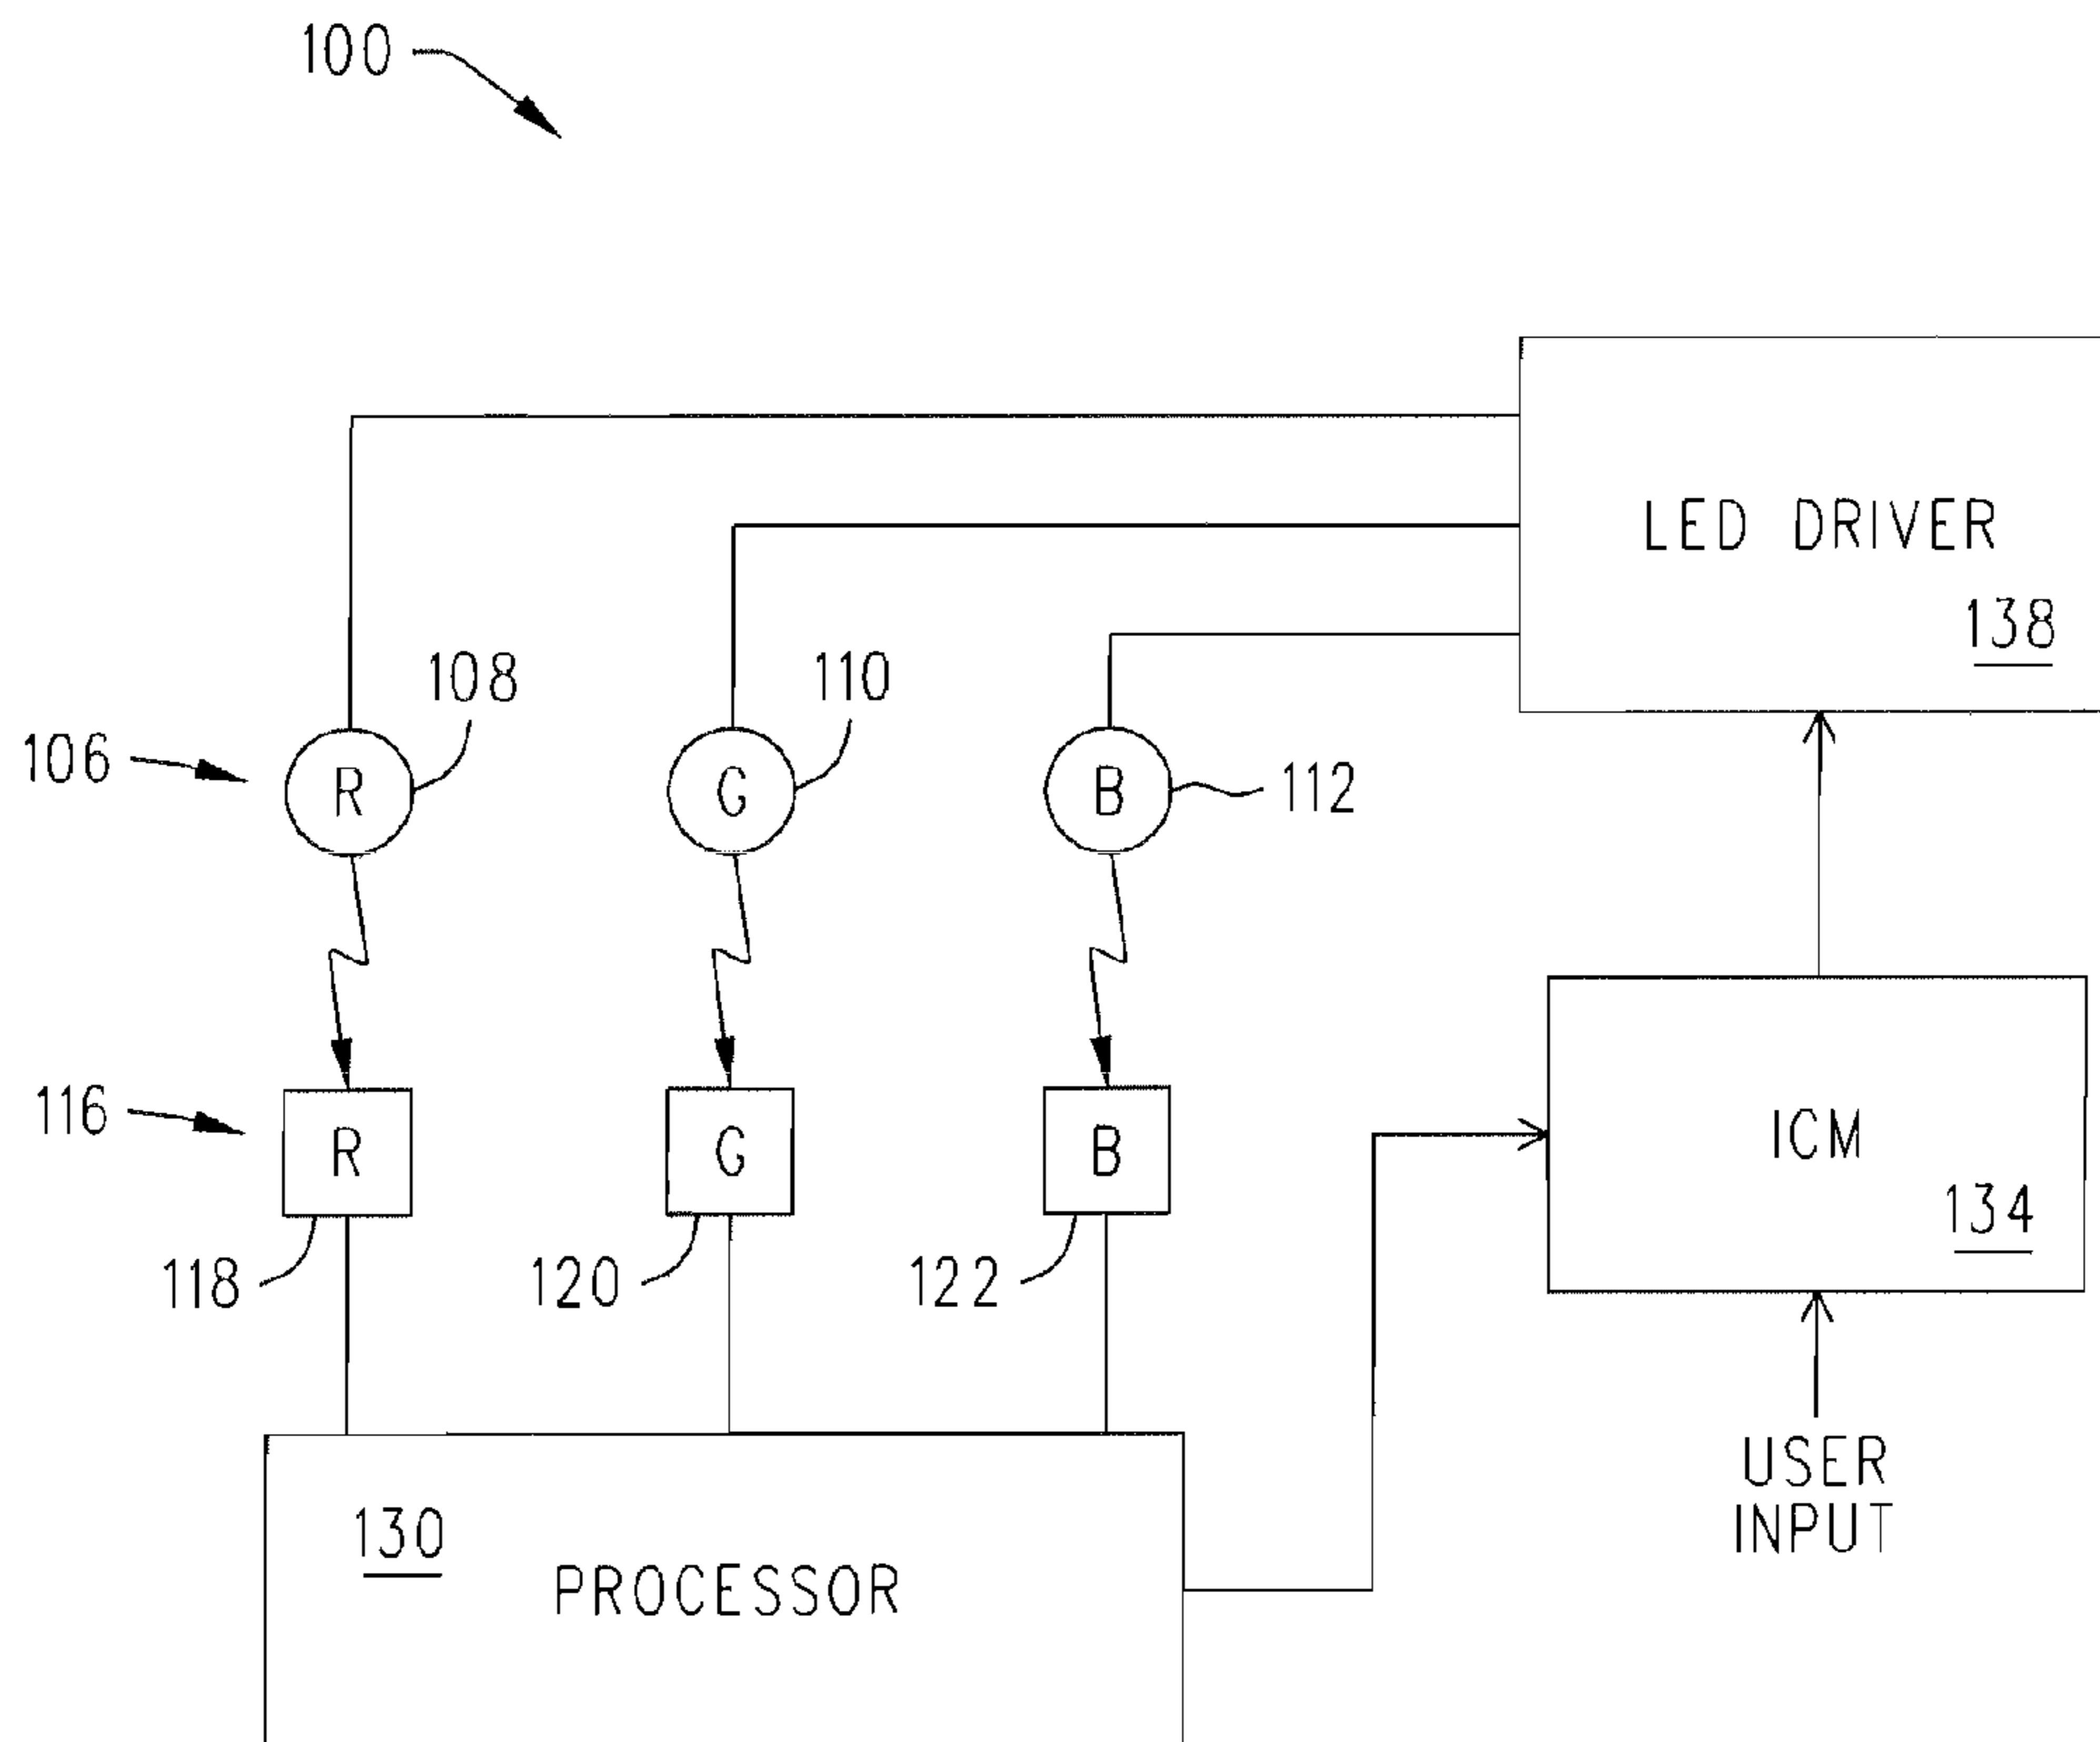 100
LED DRIVER
138
108
110
106
R
G
B
112
116
R
G
B
ICM
134
118
120
122
USER
INPUT
130
PROCESSOR